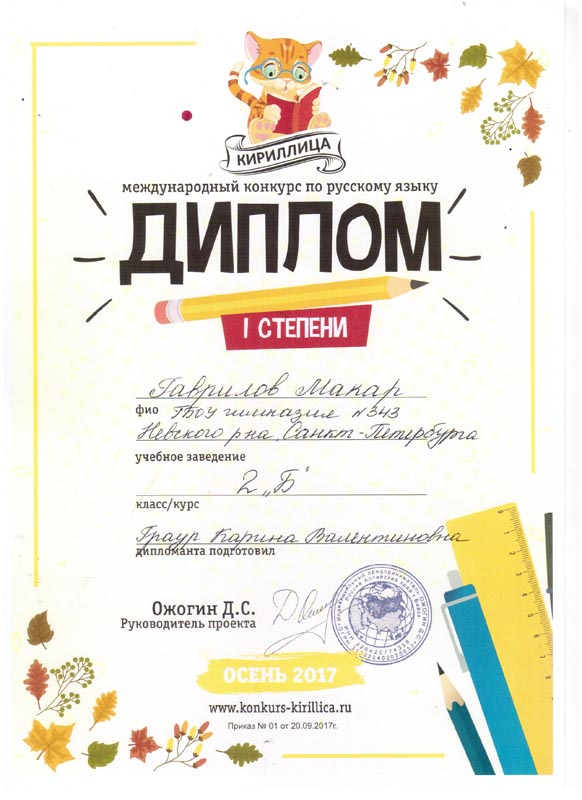 КИРИЛЛИЦА
международный конкурс по русскому языку
ДИПЛОМ
I СТЕПЕНИ
Гаврилов Макар
фио ГБОУ гимназия №343
Невского р-на, Санкт-Петербурга
учебное заведение
2 „Б"
класс/курс
Граур Карина Валентиновна
дипломанта подготовил
Ожогин Д.С.
Руководитель проекта
ОСЕНЬ 2017
www.konkurs-kirillica.ru
Приказ № 01 от 20.09.2017г.